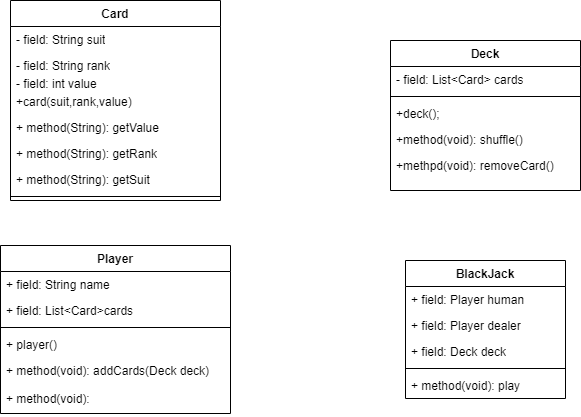 Card
- field: String suit
- field: String rank
- field: int value
+card(suit,rank,value)
+ method(String): getValue
+ method(String): getRank
+ method(String): getSuit
Deck
- field: List<Card> cards
+deck();
+method(void): shuffle()
+methpd(void): removeCard()
Player
+ field: String name
+ field: List<Card>cards
+ player()
+ method(void): addCards(Deck deck)
+ method(void):
BlackJack
+ field: Player human
+ field: Player dealer
+ field: Deck deck
+ method(void): play